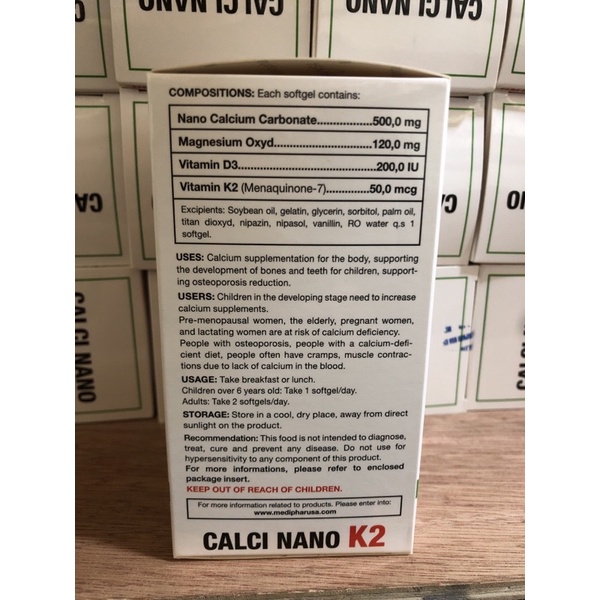 CALCI NANO
CALCI NANO
COMPOSITIONS: Each softgel contains:
Nano Calcium Carbonate..................500,0 mg
Magnesium Oxyd..............................120,0 mg
Vitamin D3..........................................200,0 IU
Vitamin K2 (Menaquinone-7).............50,0 mcg
Excipients: Soybean oil, gelatin, glycerin, sorbitol, palm oil,
titan dioxyd, nipazin, nipasol, vanillin, RO water q.s 1
softgel.
USES: Calcium supplementation for the body, supporting
the development of bones and teeth for children, support-
ing osteoporosis reduction.
USERS: Children in the developing stage need to increase
calcium supplements.
Pre-menopausal women, the elderly, pregnant women,
and lactating women are at risk of calcium deficiency.
People with osteoporosis, people with a calcium-defi-
cient diet, people often have cramps, muscle contrac-
tions due to lack of calcium in the blood.
USAGE: Take breakfast or lunch.
Children over 6 years old: Take 1 softgel/day.
Adults: Take 2 softgels/day.
STORAGE: Store in a cool, dry place, away from direct
sunlight on the product.
Recommendation: This food is not intended to diagnose,
treat, cure and prevent any disease. Do not use for
hypersensitivity to any component of this product.
For more informations, please refer to enclosed
package insert.
KEEP OUT OF REACH OF CHILDREN.
For more information related to products. Please enter into:
www.medipharusa.com
CALCI NANO K2
CALCI NANO